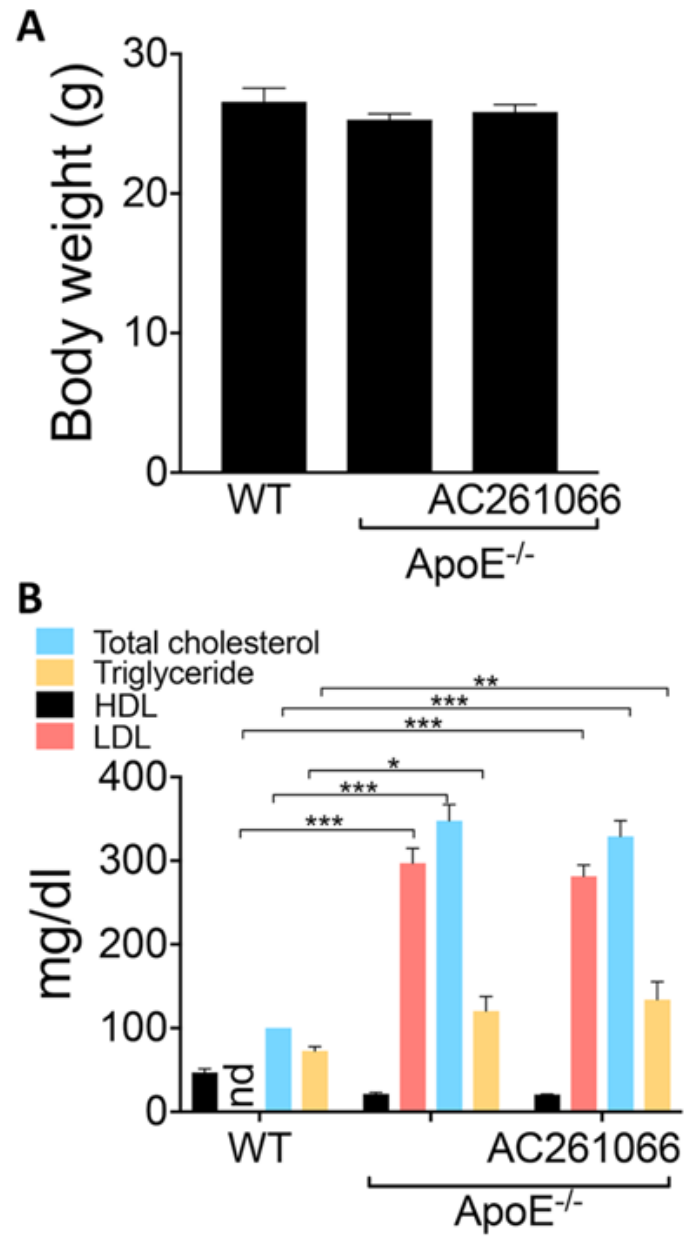 A
Body weight (g)
30
20
10
0
WT
AC261066
ApoE-/-
B
Total cholesterol
Triglyceride
HDL
LDL
**
***
***
*
***
***
mg/dl
400
300
200
100
0
nd
WT
AC261066
ApoE-/-